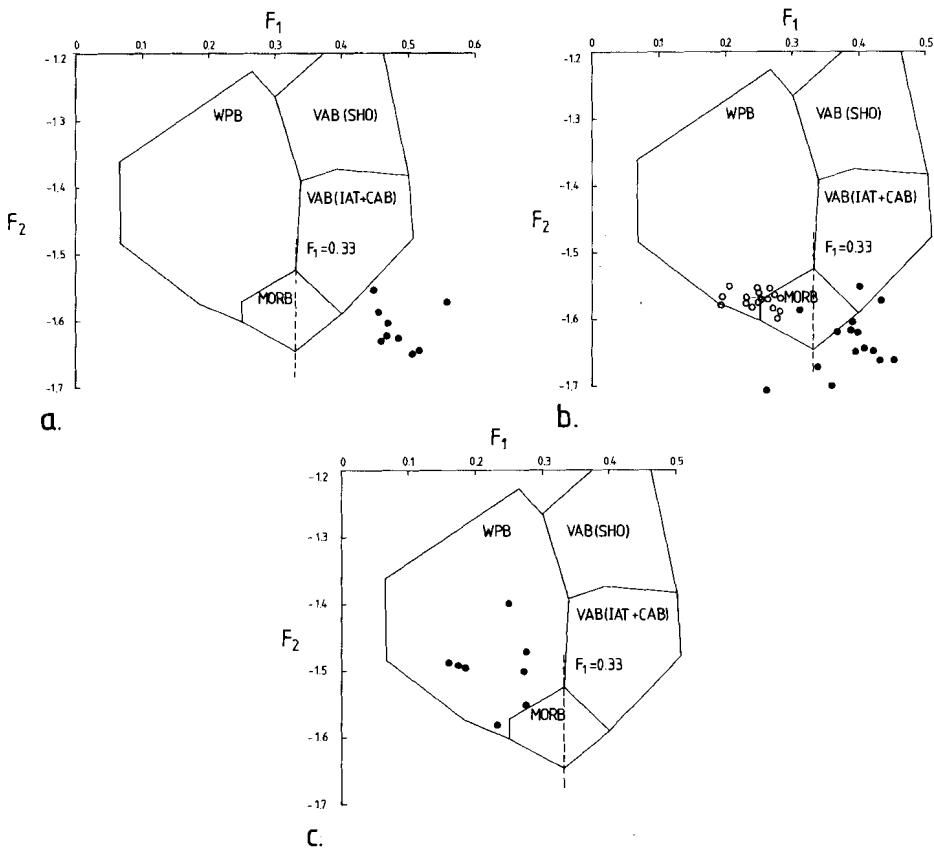 F1
0 0.1 0.2 0.3 0.4 0.5 0.6
-1.2
-1.3
-1.4
-1.5
-1.6
-1.7
F2
WPB
VAB (SHO)
VAB(IAT+CAB)
F1=0.33
MORB
a.
F1
0 0.1 0.2 0.3 0.4 0.5
-1.2
-1.3
-1.4
-1.5
-1.6
-1.7
F2
WPB
VAB (SHO)
VAB(IAT+CAB)
F1=0.33
MORB
b.
F1
0 0.1 0.2 0.3 0.4 0.5
-1.2
-1.3
-1.4
-1.5
-1.6
-1.7
F2
WPB
VAB(SHO)
VAB(IAT+CAB)
F1=0.33
MORB
c.